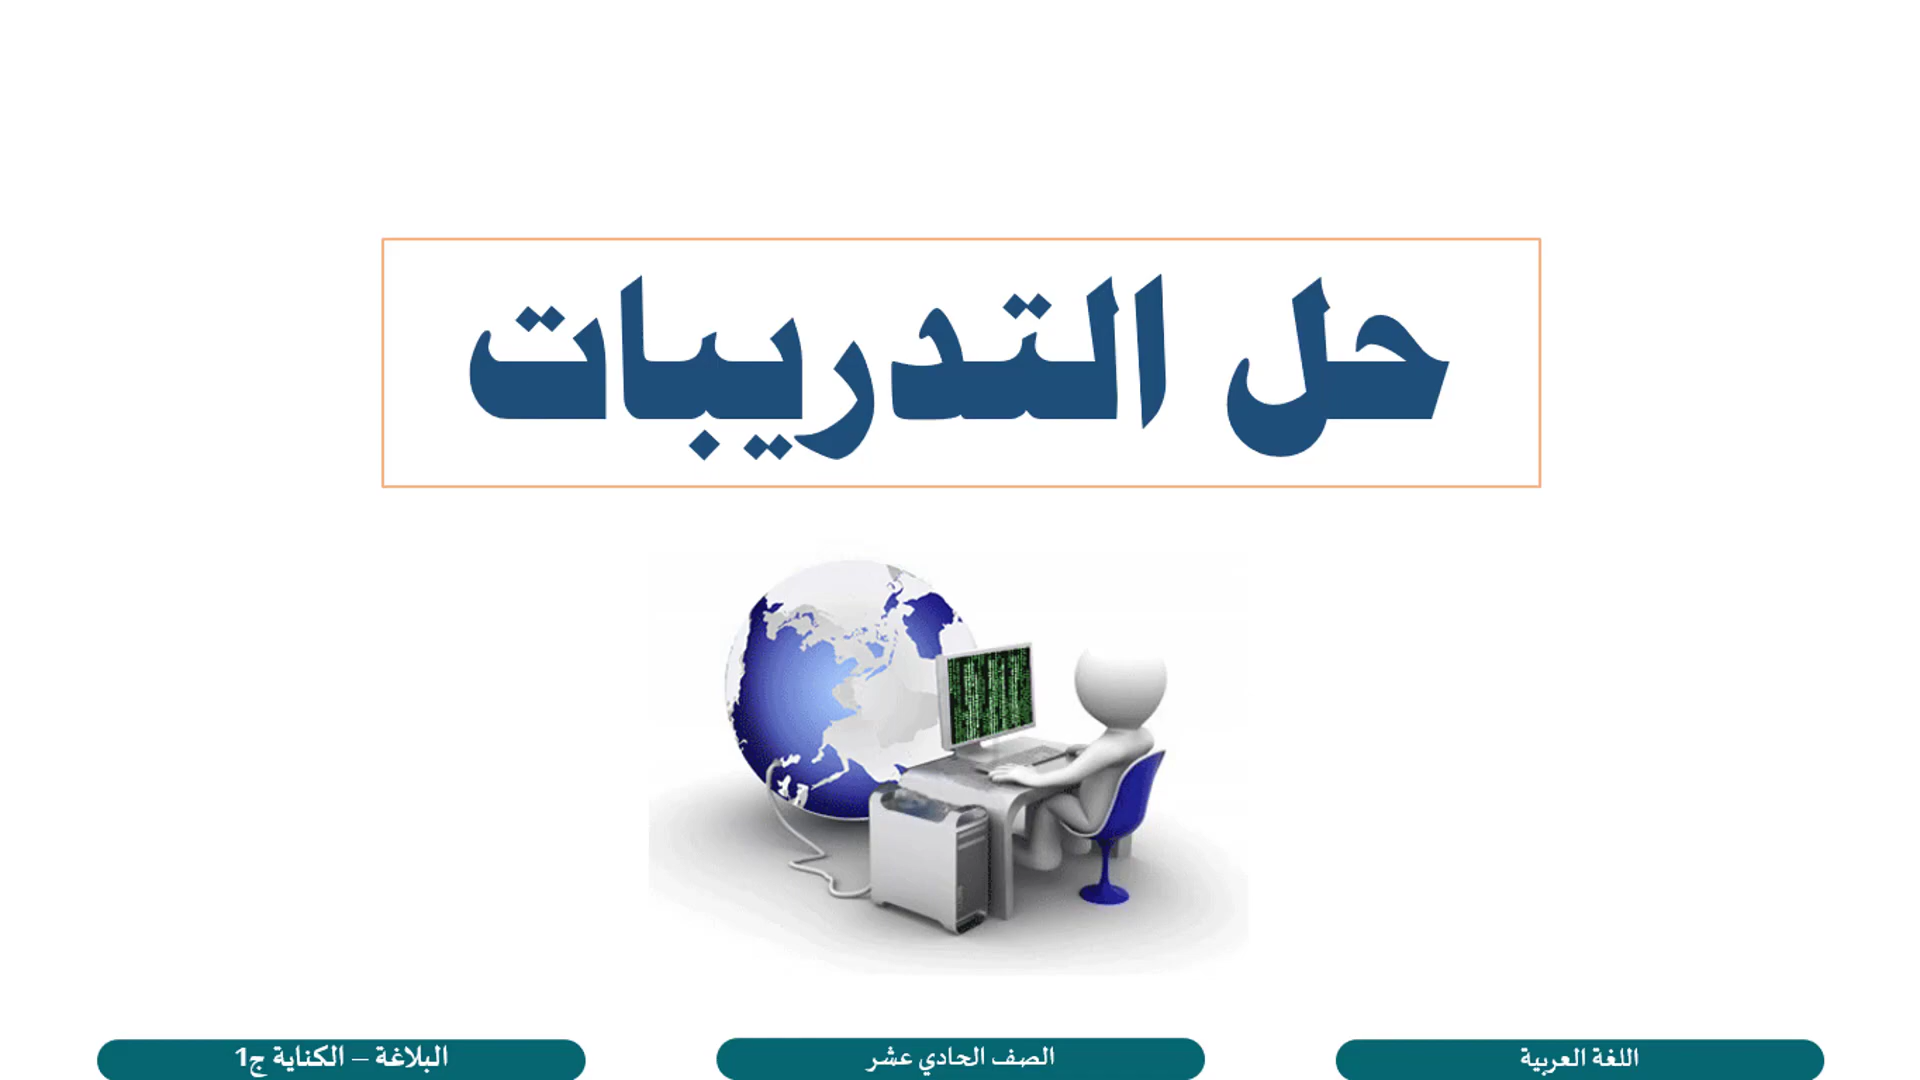 حل التدريبات
اللغة العربية
الصف الحادي عشر
البلاغة – الكناية ج1